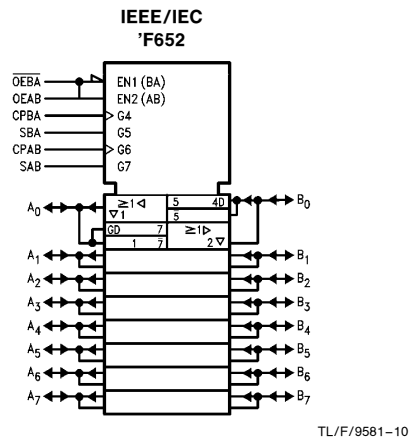 IEEE/IEC
'F652
OEBA EN1 (BA)
OEAB EN2 (AB)
CPBA G4
SBA G5
CPAB G6
SAB G7
A0 ≥1 ▽1 5 4D B0
5
GD 7 ≥1
1 7 2 ▽
A1 B1
A2 B2
A3 B3
A4 B4
A5 B5
A6 B6
A7 B7
TL/F/9581–10